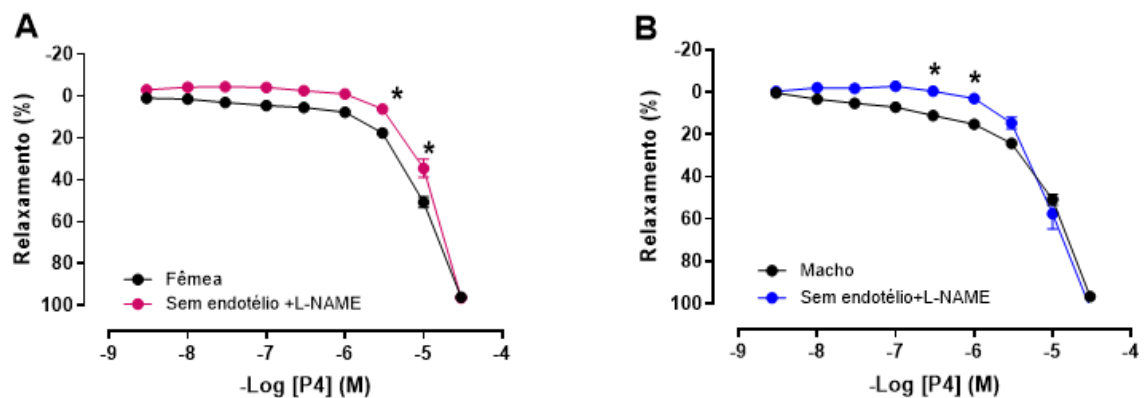 A
-20
0
20
40
60
80
100
Relaxamento (%)
*
*
Fêmea
Sem endotélio +L-NAME
-9 -8 -7 -6 -5 -4
-Log [P4] (M)
B
-20
0
20
40
60
80
100
Relaxamento (%)
* *
Macho
Sem endotélio+L-NAME
-9 -8 -7 -6 -5 -4
-Log [P4] (M)